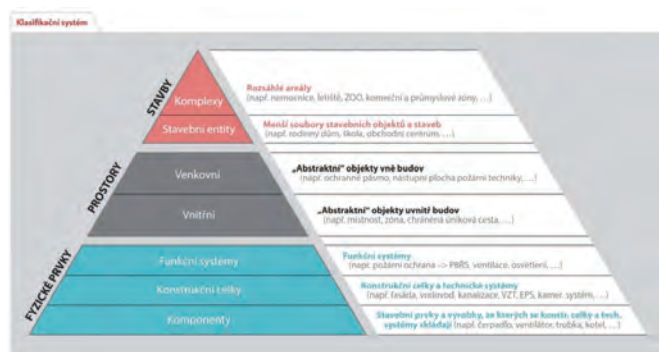 Klasifikační systém
STAVBY
Komplexy
Rozsáhlé areály
(např. nemocnice, letiště, ZOO, komerční a průmyslové zóny, …)
Stavební entity
Menší soubory stavebních objektů a staveb
(např. rodinný dům, škola, obchodní centrum, …)
PROSTORY
Venkovní
„Abstraktní“ objekty vně budov
(např. ochranné pásmo, nástupní plocha požární techniky, …)
Vnitřní
„Abstraktní“ objekty uvnitř budov
(např. místnost, zóna, chráněná úniková cesta, …)
FYZICKÉ PRVKY
Funkční systémy
Funkční systémy
(např. požární ochrana –> PBŘS, ventilace, osvětlení, …)
Konstrukční celky
Konstrukční celky a technické systémy
(např. fasáda, vodovod, kanalizace, VZT, EPS, kamer. systém, …)
Komponenty
Stavební prvky a výrobky, ze kterých se konstr. celky a tech.
systémy skládají (např. čerpadlo, ventilátor, trubka, kotel, …)